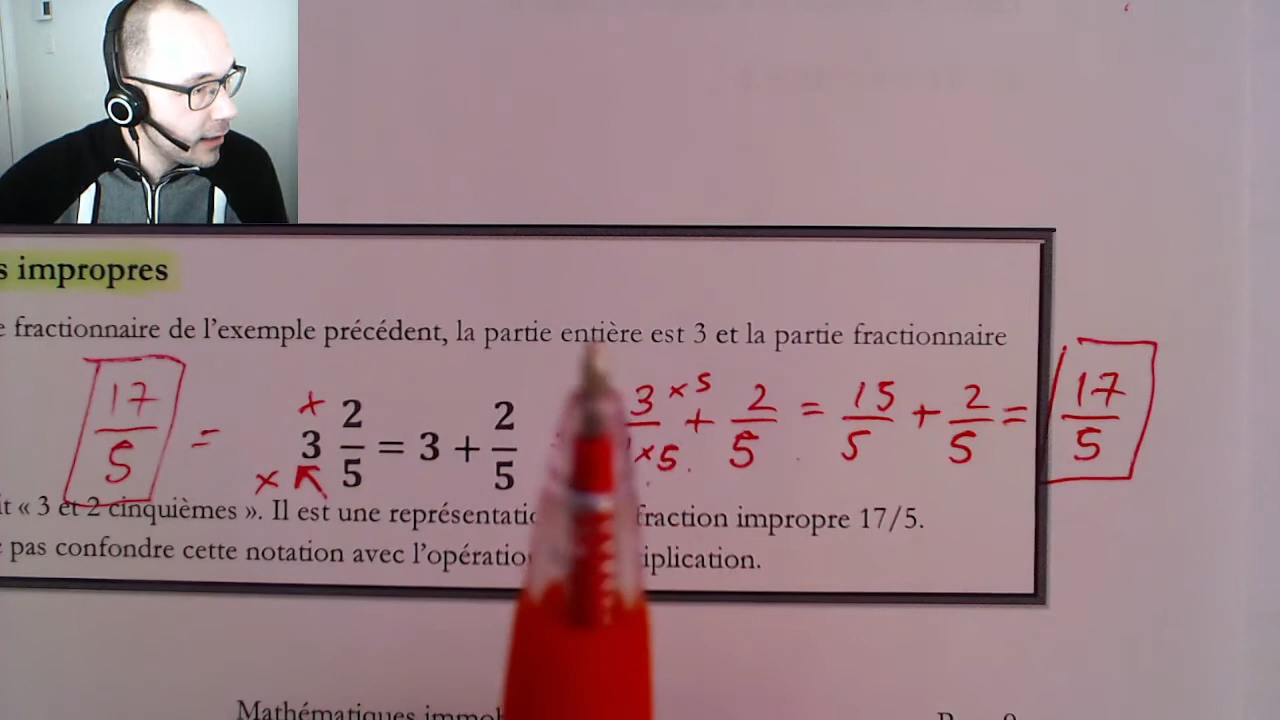 s impropres
e fractionnaire de l'exemple précédent, la partie entière est 3 et la partie fractionnaire
17/5 = 3 2/5 = 3 + 2/5 3 ×5 / ×5 + 2/5 = 15/5 + 2/5 = 17/5
+
×
it « 3 et 2 cinquièmes ». Il est une représentatio fraction impropre 17/5.
pas confondre cette notation avec l'opératio iplication.
Mathématiques immob